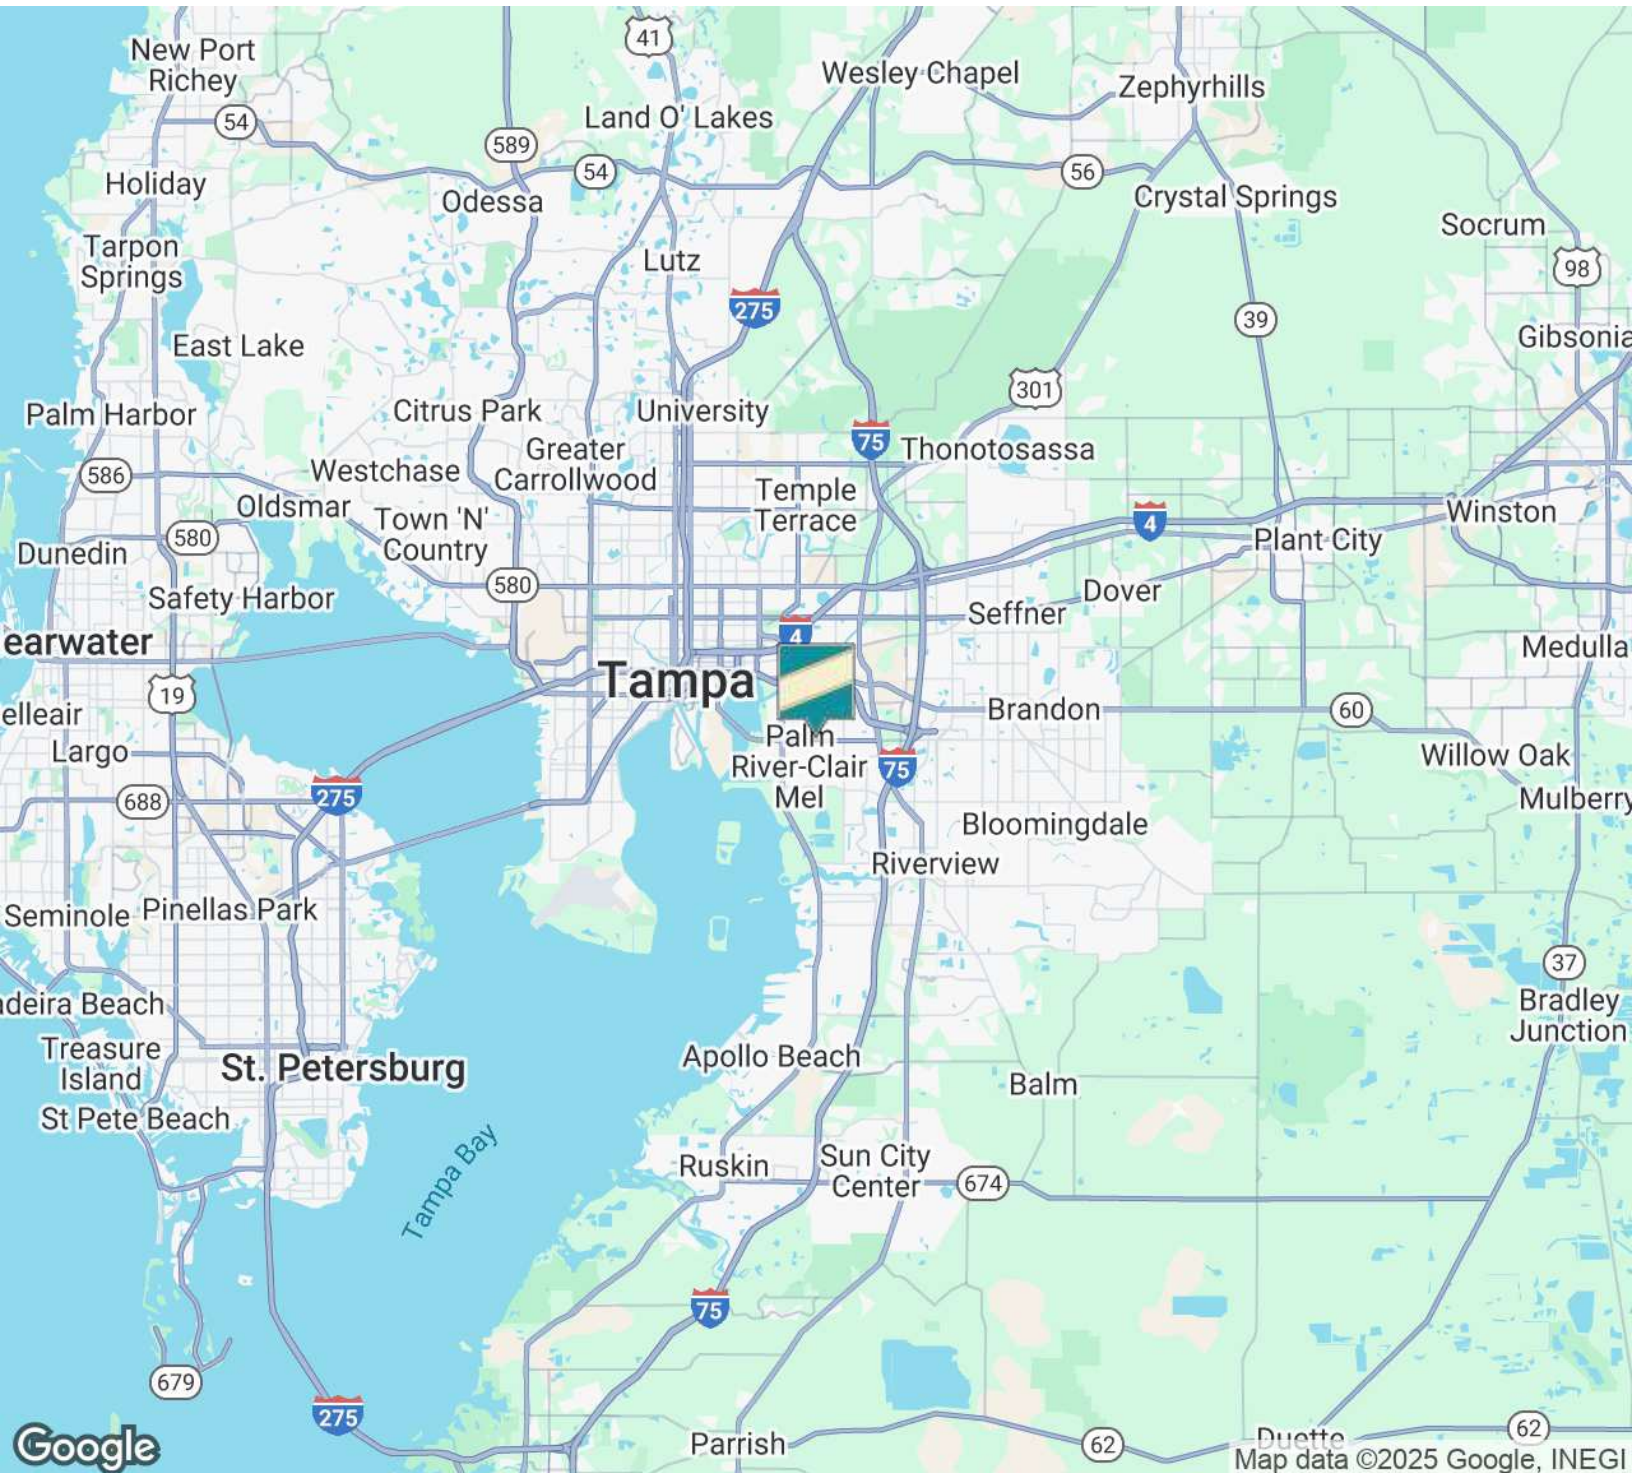 41
New Port
Richey
Wesley Chapel
Zephyrhills
Land O' Lakes
54
589
54
56
Holiday
Odessa
Crystal Springs
Socrum
Tarpon
Springs
Lutz
98
275
39
East Lake
Gibsonia
301
Palm Harbor
Citrus Park
University
75
Thonotosassa
Greater
Carrollwood
Westchase
586
Temple
Terrace
Oldsmar
Winston
4
Town 'N'
Country
580
Plant City
Dunedin
580
Dover
Safety Harbor
Seffner
4
earwater
Medulla
Tampa
19
Brandon
60
elleair
Largo
Palm
River-Clair
Mel
75
Willow Oak
275
688
Mulberry
Bloomingdale
Riverview
Seminole
Pinellas Park
37
adeira Beach
Bradley
Junction
Treasure
Island
Apollo Beach
St. Petersburg
Balm
St Pete Beach
Tampa Bay
Ruskin
Sun City
Center
674
75
679
275
62
Parrish
62
Duette
Google
Map data ©2025 Google, INEGI